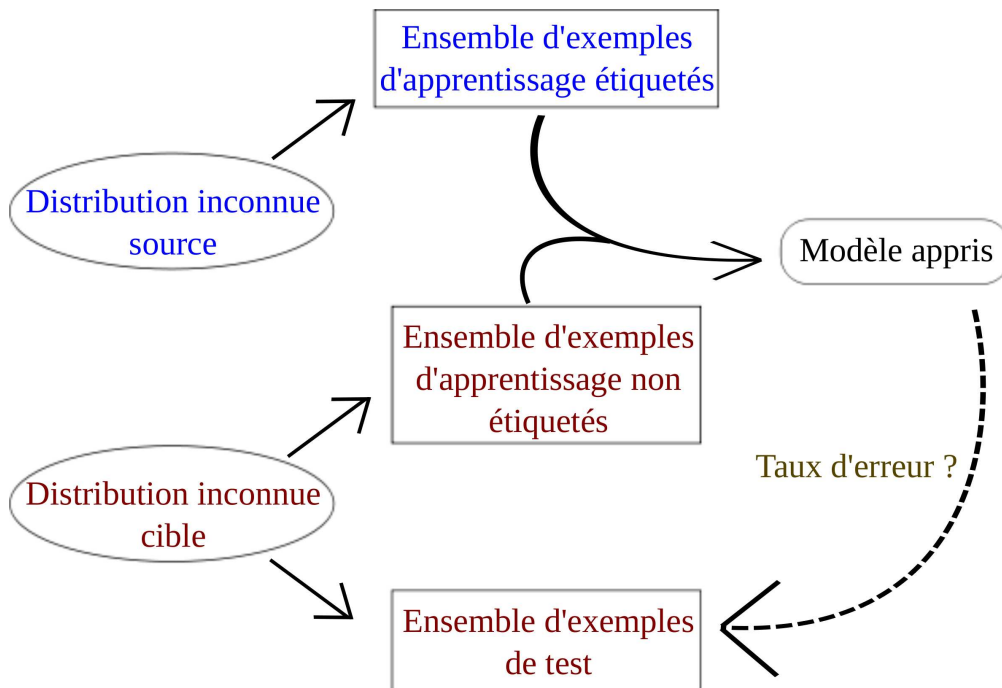 Ensemble d'exemples
d'apprentissage étiquetés
Distribution inconnue
source
Modèle appris
Ensemble d'exemples
d'apprentissage non
étiquetés
Taux d'erreur ?
Distribution inconnue
cible
Ensemble d'exemples
de test